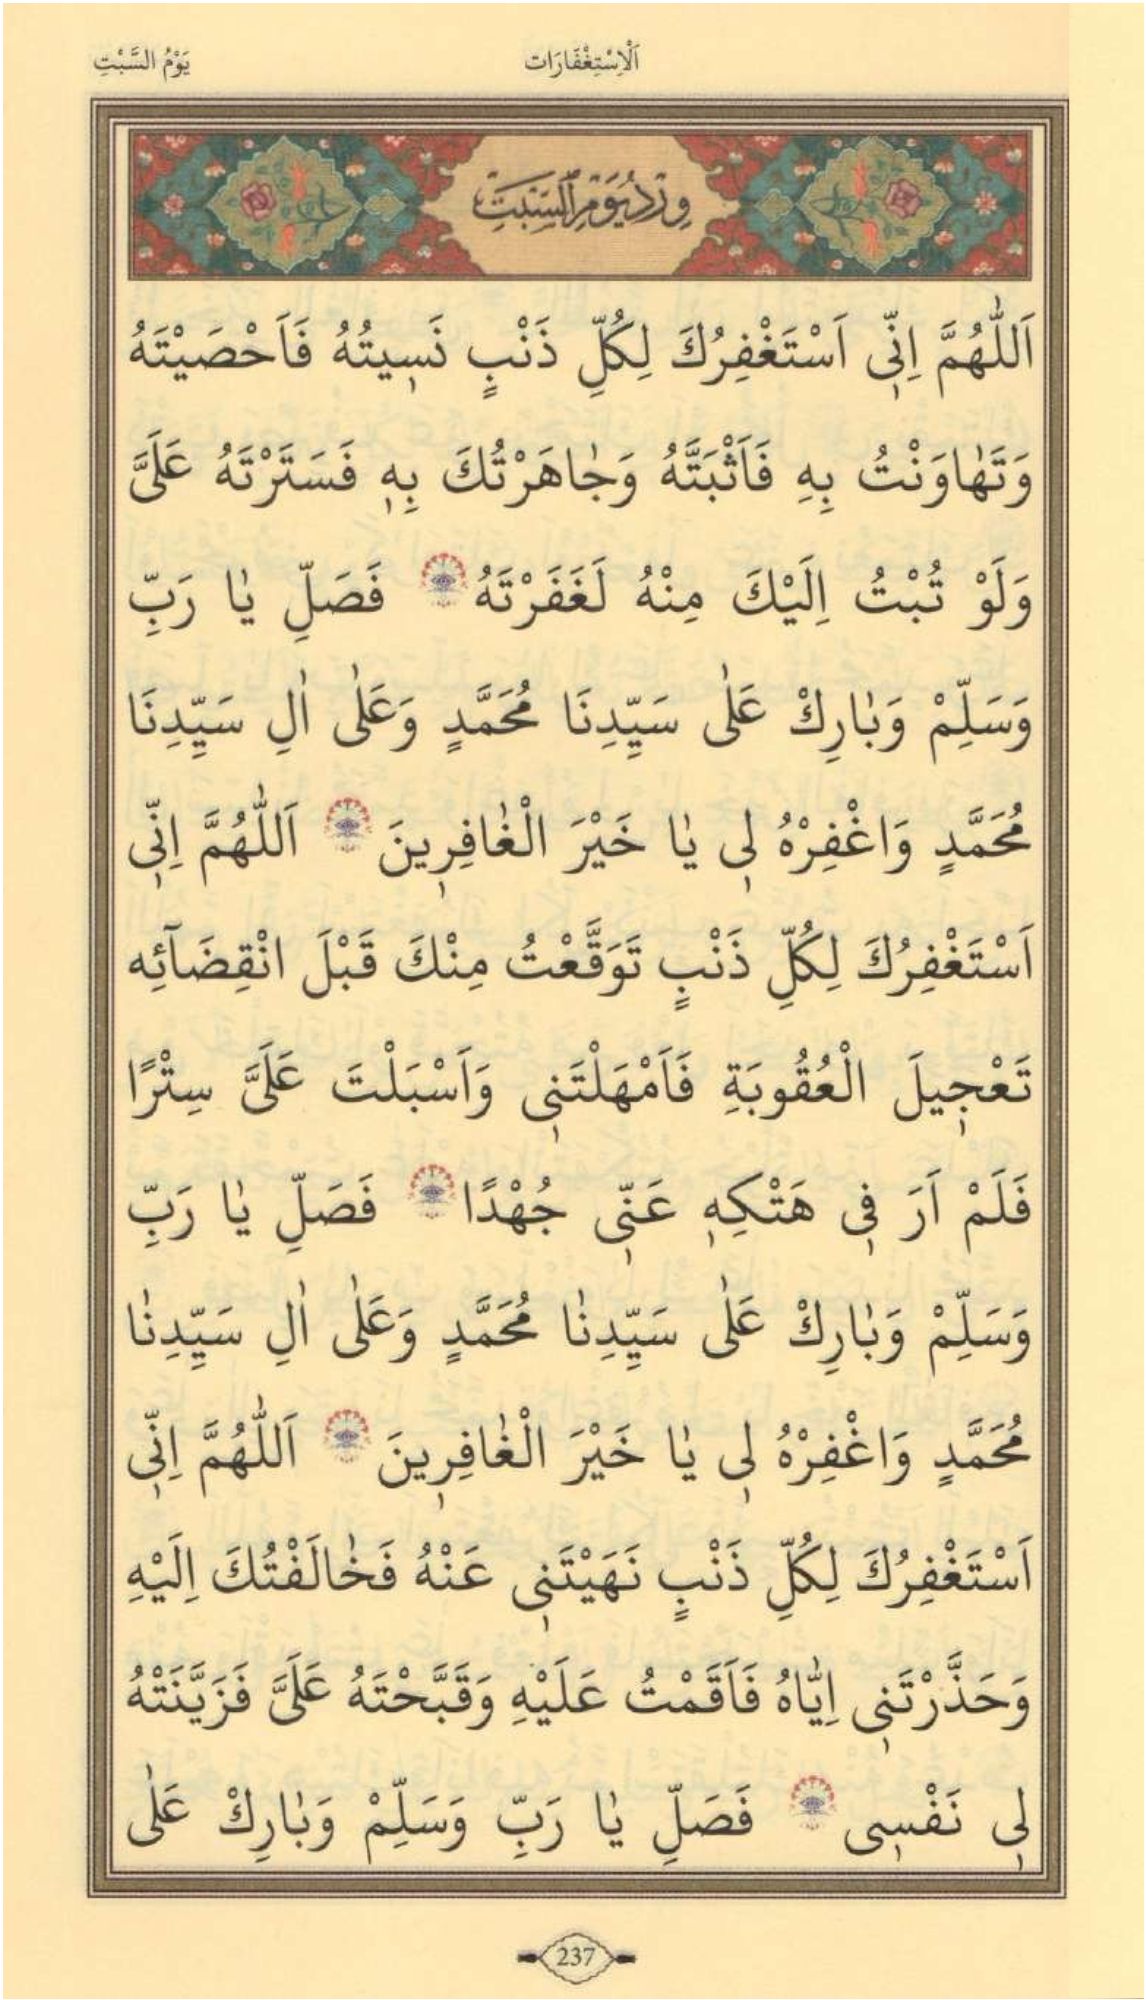 اَلْاِسْتِغْفَارَات
يَوْمُ السَّبْتِ
وِرْدُ يَوْمِ السَّبْتِ
اَللّٰهُمَّ اِنّٖى اَسْتَغْفِرُكَ لِكُلِّ ذَنْبٍ نَسٖيتُهُ فَاَحْصَيْتَهُ
وَتَهَاوَنْتُ بِهِ فَاَثْبَتَّهُ وَجَاهَرْتُكَ بِهٖ فَسَتَرْتَهُ عَلَىَّ
وَلَوْ تُبْتُ اِلَيْكَ مِنْهُ لَغَفَرْتَهُ فَصَلِّ يَا رَبِّ
وَسَلِّمْ وَبَارِكْ عَلٰى سَيِّدِنَا مُحَمَّدٍ وَعَلٰى اٰلِ سَيِّدِنَا
مُحَمَّدٍ وَاغْفِرْهُ لٖى يَا خَيْرَ الْغَافِرٖينَ اَللّٰهُمَّ اِنّٖى
اَسْتَغْفِرُكَ لِكُلِّ ذَنْبٍ تَوَقَّعْتُ مِنْكَ قَبْلَ انْقِضَآئِه
تَعْجٖيلَ الْعُقُوبَةِ فَاَمْهَلْتَنٖى وَاَسْبَلْتَ عَلَىَّ سِتْرًا
فَلَمْ اَرَ فٖى هَتْكِهٖ عَنّٖى جُهْدًا فَصَلِّ يَا رَبِّ
وَسَلِّمْ وَبَارِكْ عَلٰى سَيِّدِنَا مُحَمَّدٍ وَعَلٰى اٰلِ سَيِّدِنَا
مُحَمَّدٍ وَاغْفِرْهُ لٖى يَا خَيْرَ الْغَافِرٖينَ اَللّٰهُمَّ اِنّٖى
اَسْتَغْفِرُكَ لِكُلِّ ذَنْبٍ نَهَيْتَنٖى عَنْهُ فَخَالَفْتُكَ اِلَيْهِ
وَحَذَّرْتَنٖى اِيَّاهُ فَاَقَمْتُ عَلَيْهِ وَقَبَّحْتَهُ عَلَىَّ فَزَيَّنَتْهُ
لٖى نَفْسٖى فَصَلِّ يَا رَبِّ وَسَلِّمْ وَبَارِكْ عَلٰى
237